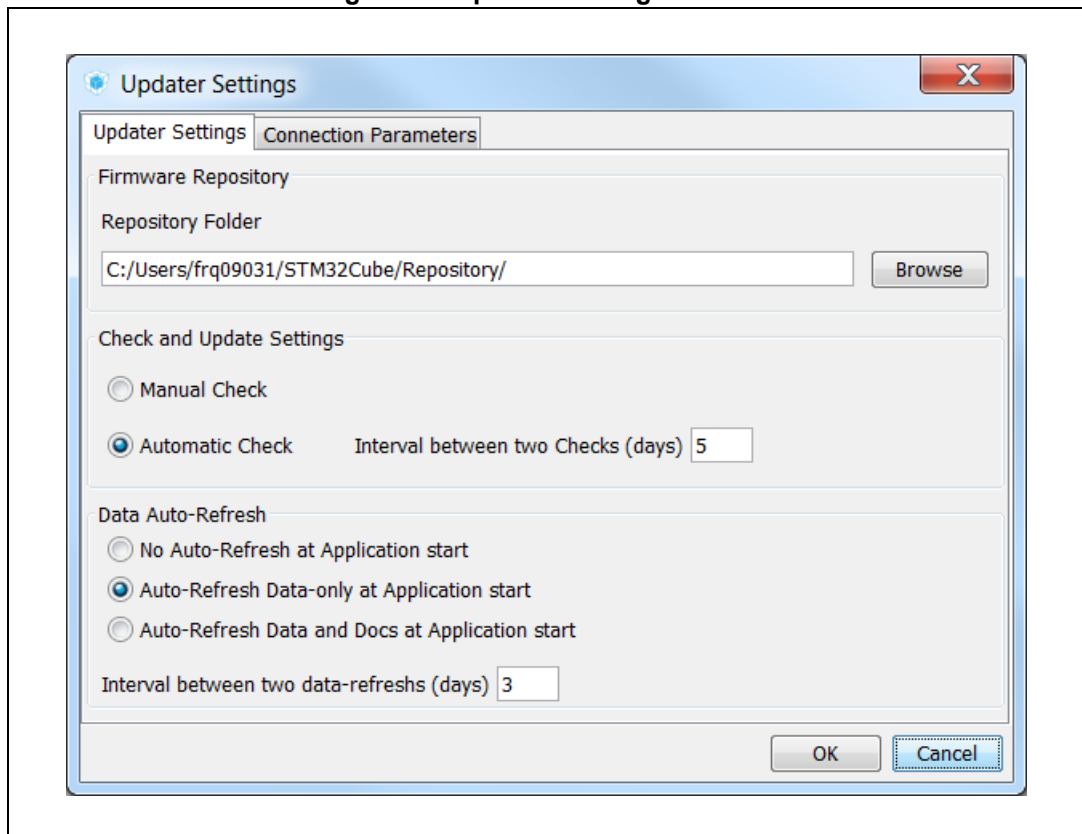 Updater Settings
Updater Settings Connection Parameters
Firmware Repository
Repository Folder
C:/Users/frq09031/STM32Cube/Repository/ Browse
Check and Update Settings
Manual Check
Automatic Check Interval between two Checks (days) 5
Data Auto-Refresh
No Auto-Refresh at Application start
Auto-Refresh Data-only at Application start
Auto-Refresh Data and Docs at Application start
Interval between two data-refreshs (days) 3
OK Cancel